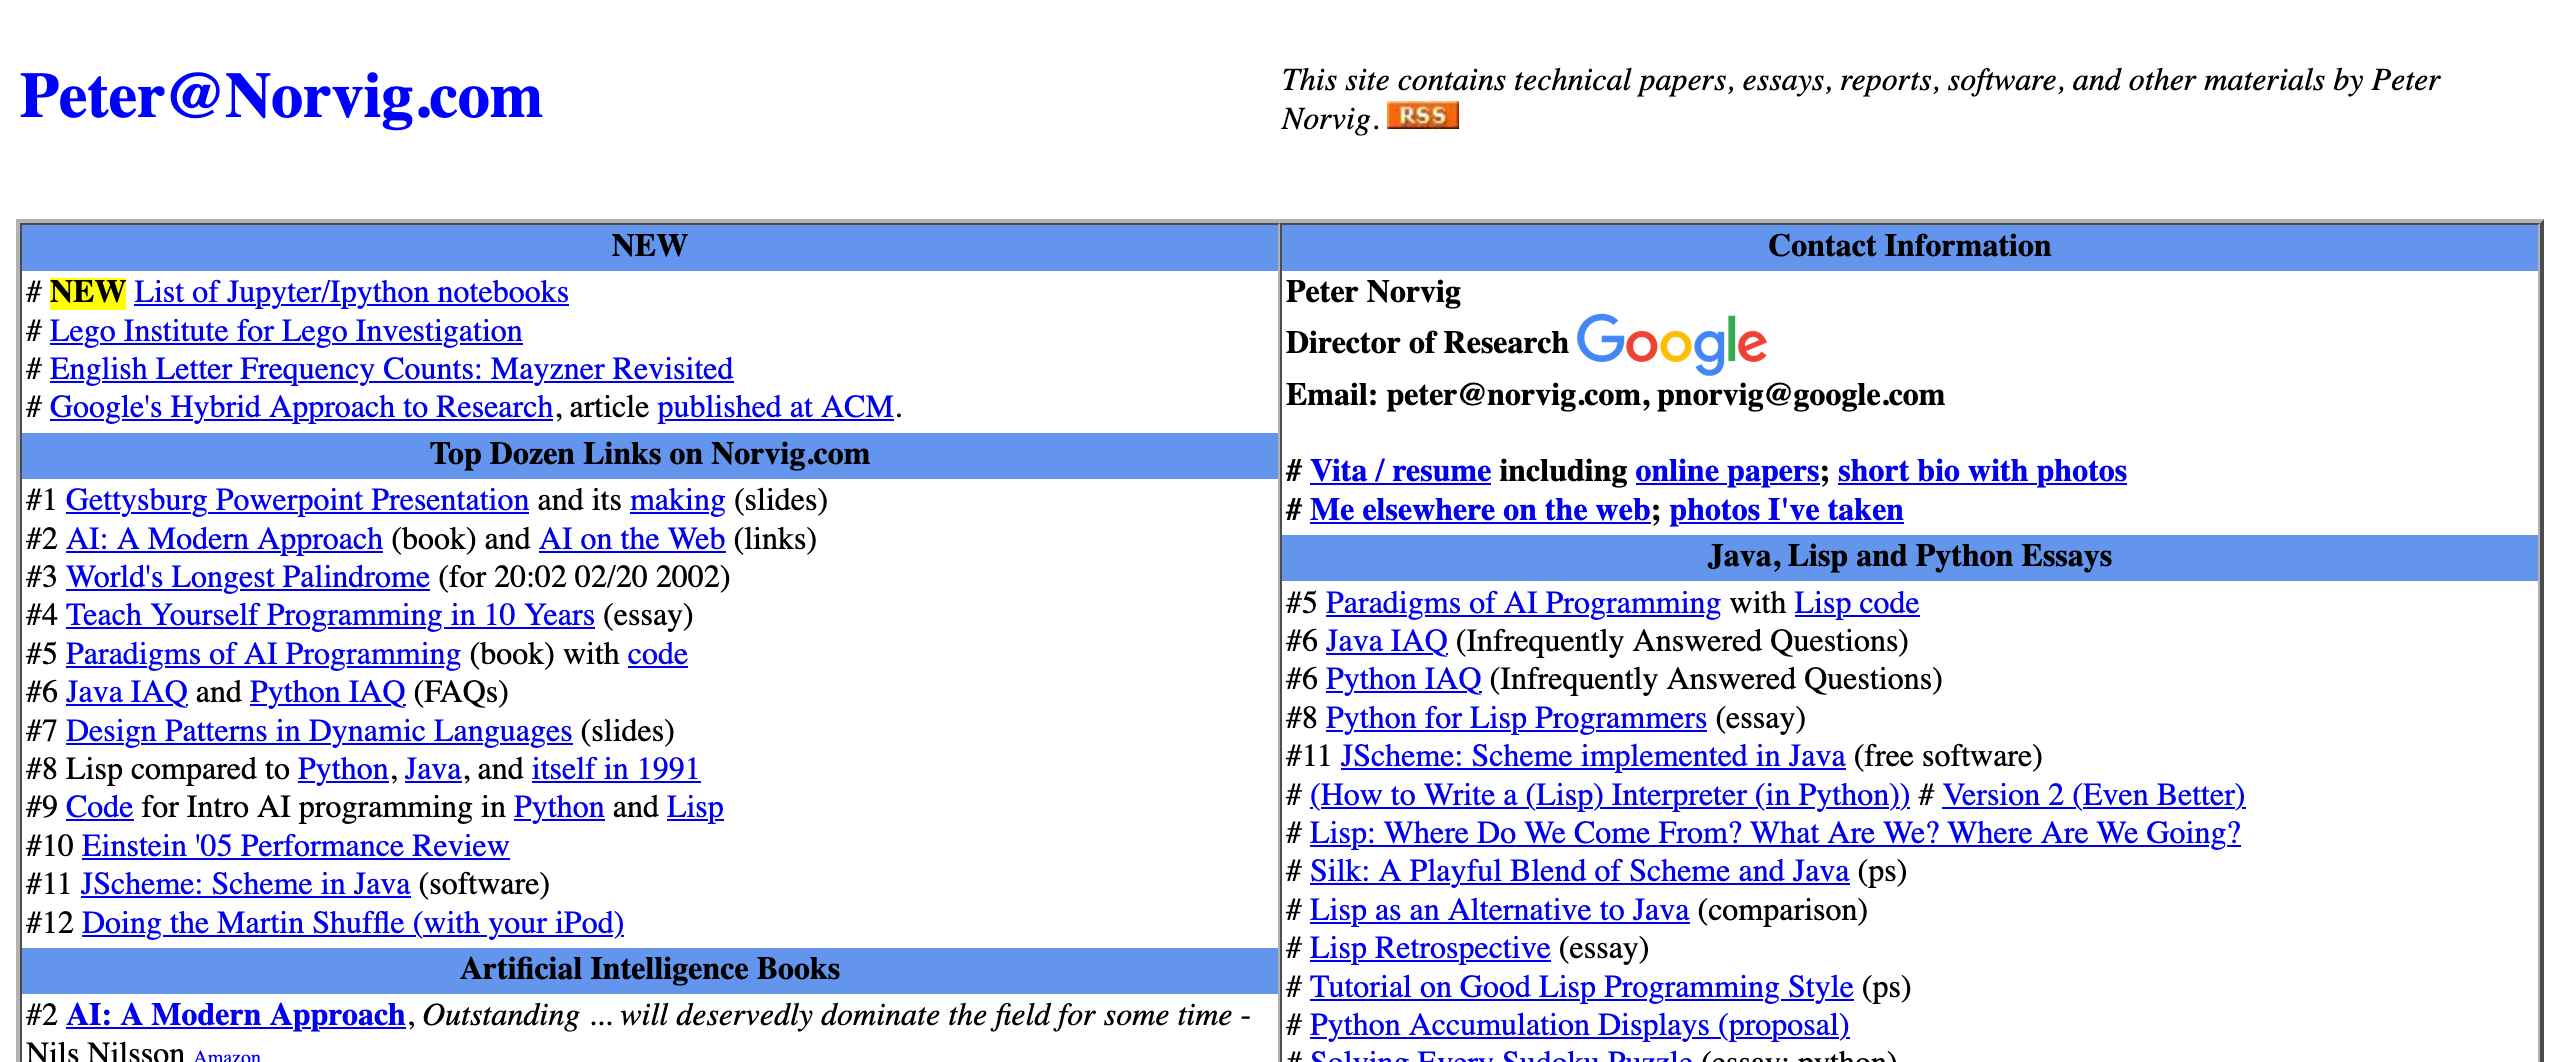 Peter@Norvig.com
This site contains technical papers, essays, reports, software, and other materials by Peter
Norvig. RSS
NEW
# NEW List of Jupyter/Ipython notebooks
# Lego Institute for Lego Investigation
# English Letter Frequency Counts: Mayzner Revisited
# Google's Hybrid Approach to Research, article published at ACM.
Top Dozen Links on Norvig.com
#1 Gettysburg Powerpoint Presentation and its making (slides)
#2 AI: A Modern Approach (book) and AI on the Web (links)
#3 World's Longest Palindrome (for 20:02 02/20 2002)
#4 Teach Yourself Programming in 10 Years (essay)
#5 Paradigms of AI Programming (book) with code
#6 Java IAQ and Python IAQ (FAQs)
#7 Design Patterns in Dynamic Languages (slides)
#8 Lisp compared to Python, Java, and itself in 1991
#9 Code for Intro AI programming in Python and Lisp
#10 Einstein '05 Performance Review
#11 JScheme: Scheme in Java (software)
#12 Doing the Martin Shuffle (with your iPod)
Artificial Intelligence Books
#2 AI: A Modern Approach, Outstanding ... will deservedly dominate the field for some time -
Nils Nilsson Amazon
Contact Information
Peter Norvig
Director of Research Google
Email: peter@norvig.com, pnorvig@google.com
# Vita / resume including online papers; short bio with photos
# Me elsewhere on the web; photos I've taken
Java, Lisp and Python Essays
#5 Paradigms of AI Programming with Lisp code
#6 Java IAQ (Infrequently Answered Questions)
#6 Python IAQ (Infrequently Answered Questions)
#8 Python for Lisp Programmers (essay)
#11 JScheme: Scheme implemented in Java (free software)
# (How to Write a (Lisp) Interpreter (in Python)) # Version 2 (Even Better)
# Lisp: Where Do We Come From? What Are We? Where Are We Going?
# Silk: A Playful Blend of Scheme and Java (ps)
# Lisp as an Alternative to Java (comparison)
# Lisp Retrospective (essay)
# Tutorial on Good Lisp Programming Style (ps)
# Python Accumulation Displays (proposal)
# Solving Every Sudoku Puzzle (essay; python)